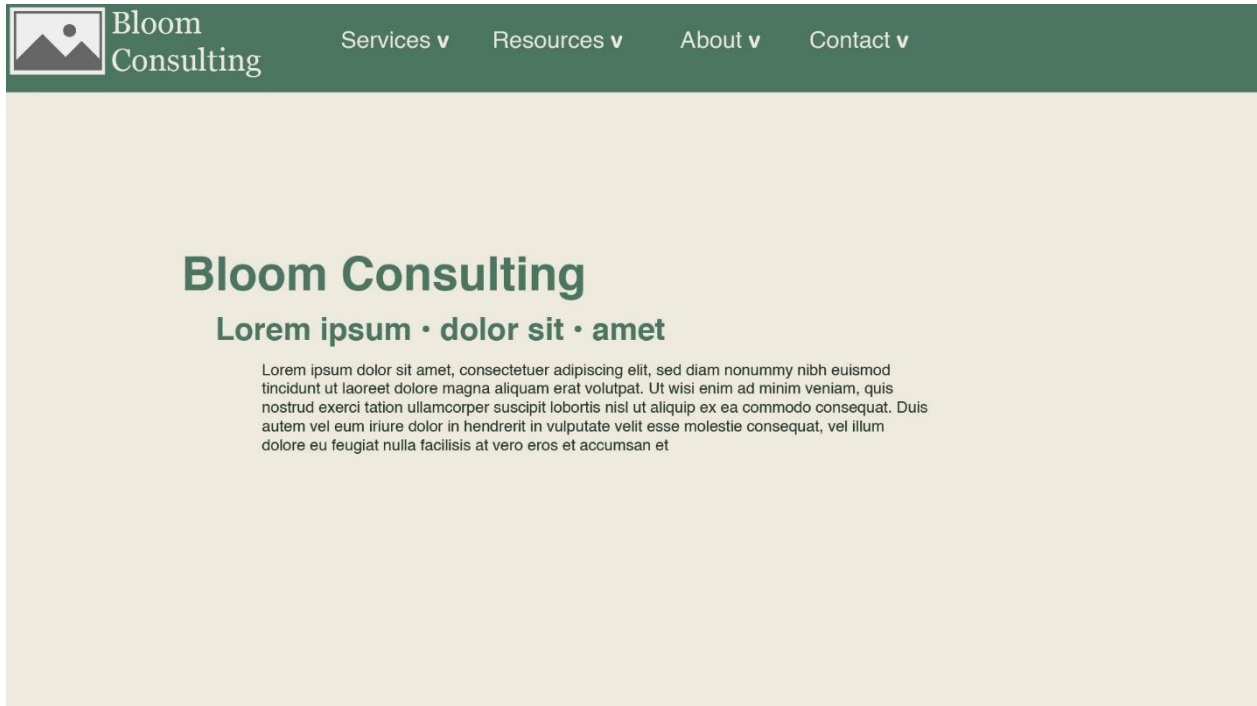 Bloom
Consulting
Services v Resources v About v Contact v
Bloom Consulting
Lorem ipsum • dolor sit • amet
Lorem ipsum dolor sit amet, consectetuer adipiscing elit, sed diam nonummy nibh euismod
tincidunt ut laoreet dolore magna aliquam erat volutpat. Ut wisi enim ad minim veniam, quis
nostrud exerci tation ullamcorper suscipit lobortis nisl ut aliquip ex ea commodo consequat. Duis
autem vel eum iriure dolor in hendrerit in vulputate velit esse molestie consequat, vel illum
dolore eu feugiat nulla facilisis at vero eros et accumsan et